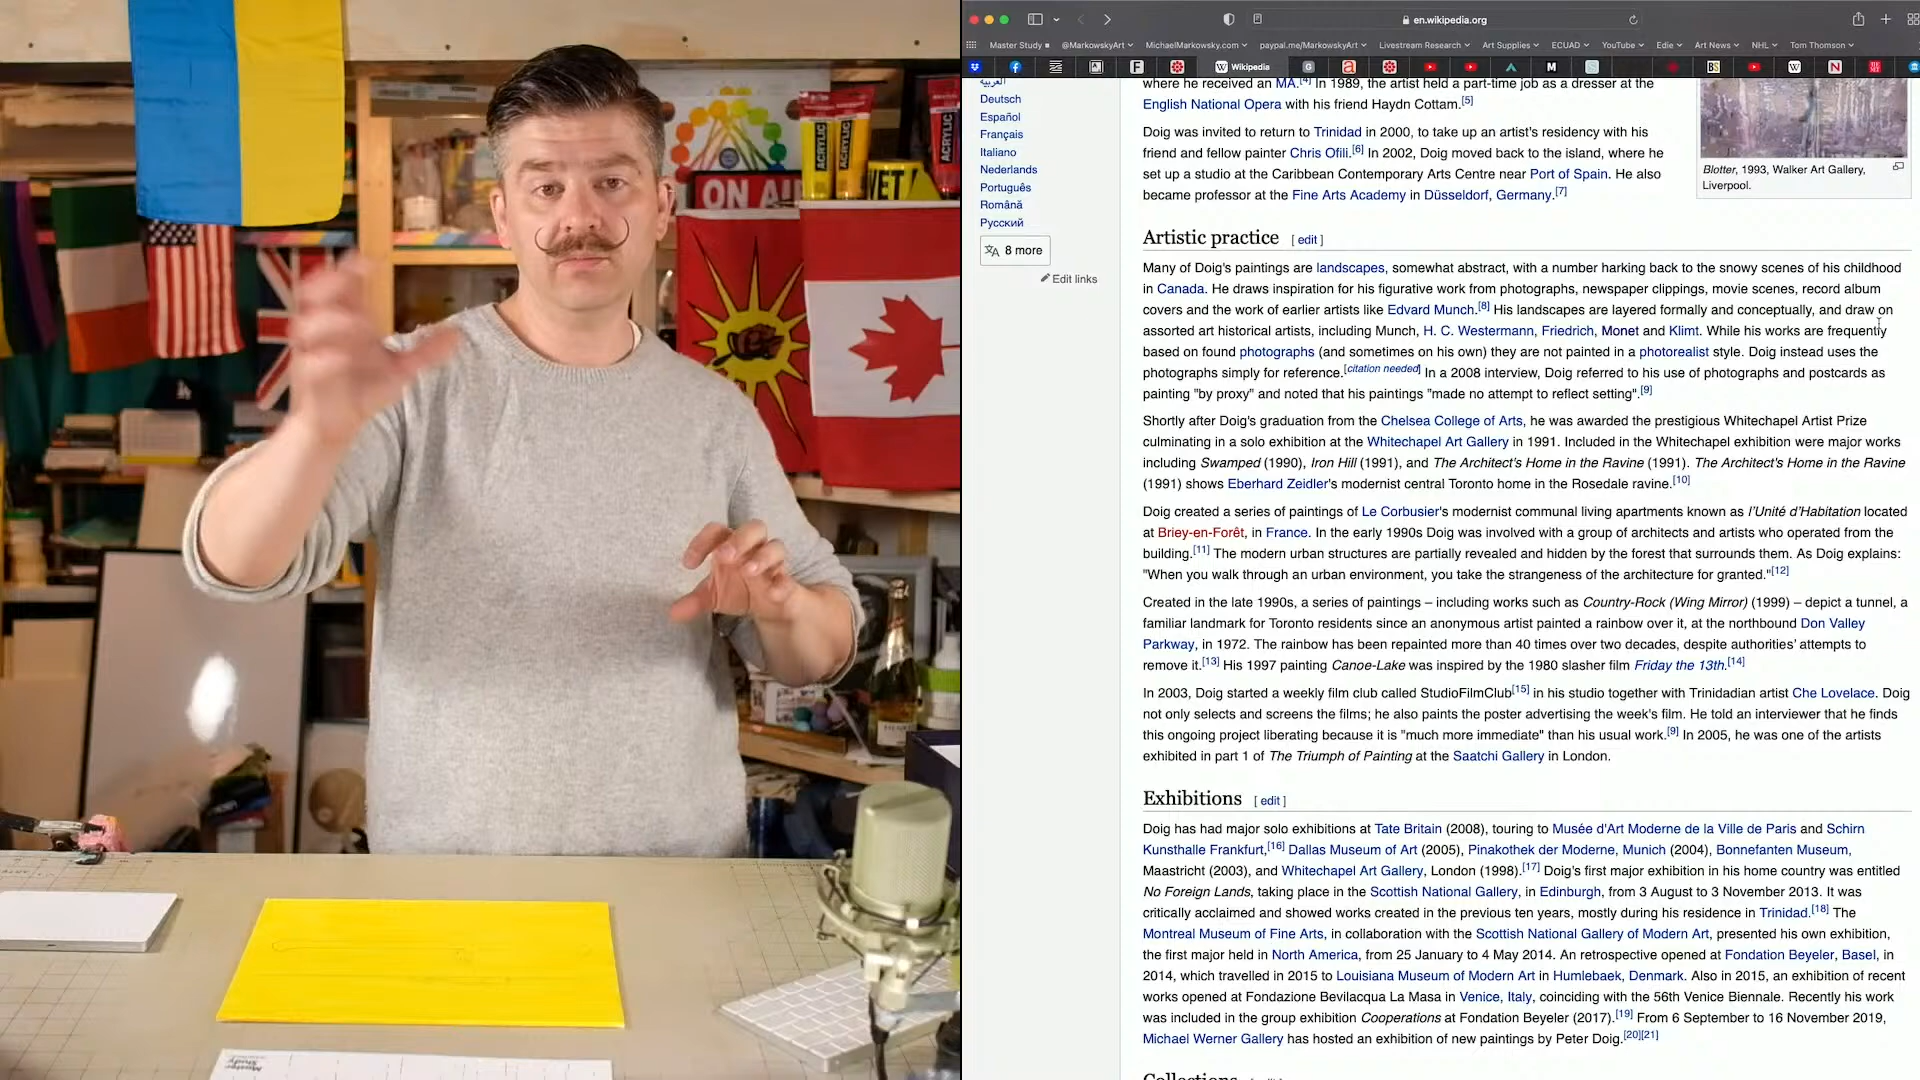 ACRYLIC
ACRYLIC
ON AI
WET!
en.wikipedia.org
Master Study
@MarkowskyArt
MichaelMarkowsky.com
paypal.me/MarkowskyArt
Livestream Research
Art Supplies
ECUAD
YouTube
Edie
Art News
NHL
Tom Thomson
Wikipedia
العربية
Deutsch
Español
Français
Italiano
Nederlands
Português
Română
Русский
8 more
Edit links
where he received an MA.[4] In 1989, the artist held a part-time job as a dresser at the
English National Opera with his friend Haydn Cottam.[5]
Doig was invited to return to Trinidad in 2000, to take up an artist's residency with his
friend and fellow painter Chris Ofili.[6] In 2002, Doig moved back to the island, where he
set up a studio at the Caribbean Contemporary Arts Centre near Port of Spain. He also
became professor at the Fine Arts Academy in Düsseldorf, Germany.[7]
Blotter, 1993, Walker Art Gallery,
Liverpool.
Artistic practice [ edit ]
Many of Doig's paintings are landscapes, somewhat abstract, with a number harking back to the snowy scenes of his childhood
in Canada. He draws inspiration for his figurative work from photographs, newspaper clippings, movie scenes, record album
covers and the work of earlier artists like Edvard Munch.[8] His landscapes are layered formally and conceptually, and draw on
assorted art historical artists, including Munch, H. C. Westermann, Friedrich, Monet and Klimt. While his works are frequently
based on found photographs (and sometimes on his own) they are not painted in a photorealist style. Doig instead uses the
photographs simply for reference.[citation needed] In a 2008 interview, Doig referred to his use of photographs and postcards as
painting "by proxy" and noted that his paintings "made no attempt to reflect setting".[9]
Shortly after Doig's graduation from the Chelsea College of Arts, he was awarded the prestigious Whitechapel Artist Prize
culminating in a solo exhibition at the Whitechapel Art Gallery in 1991. Included in the Whitechapel exhibition were major works
including Swamped (1990), Iron Hill (1991), and The Architect's Home in the Ravine (1991). The Architect's Home in the Ravine
(1991) shows Eberhard Zeidler's modernist central Toronto home in the Rosedale ravine.[10]
Doig created a series of paintings of Le Corbusier's modernist communal living apartments known as l'Unité d'Habitation located
at Briey-en-Forêt, in France. In the early 1990s Doig was involved with a group of architects and artists who operated from the
building.[11] The modern urban structures are partially revealed and hidden by the forest that surrounds them. As Doig explains:
"When you walk through an urban environment, you take the strangeness of the architecture for granted."[12]
Created in the late 1990s, a series of paintings – including works such as Country-Rock (Wing Mirror) (1999) – depict a tunnel, a
familiar landmark for Toronto residents since an anonymous artist painted a rainbow over it, at the northbound Don Valley
Parkway, in 1972. The rainbow has been repainted more than 40 times over two decades, despite authorities' attempts to
remove it.[13] His 1997 painting Canoe-Lake was inspired by the 1980 slasher film Friday the 13th.[14]
In 2003, Doig started a weekly film club called StudioFilmClub[15] in his studio together with Trinidadian artist Che Lovelace. Doig
not only selects and screens the films; he also paints the poster advertising the week's film. He told an interviewer that he finds
this ongoing project liberating because it is "much more immediate" than his usual work.[9] In 2005, he was one of the artists
exhibited in part 1 of The Triumph of Painting at the Saatchi Gallery in London.
Exhibitions [ edit ]
Doig has had major solo exhibitions at Tate Britain (2008), touring to Musée d'Art Moderne de la Ville de Paris and Schirn
Kunsthalle Frankfurt,[16] Dallas Museum of Art (2005), Pinakothek der Moderne, Munich (2004), Bonnefanten Museum,
Maastricht (2003), and Whitechapel Art Gallery, London (1998).[17] Doig's first major exhibition in his home country was entitled
No Foreign Lands, taking place in the Scottish National Gallery, in Edinburgh, from 3 August to 3 November 2013. It was
critically acclaimed and showed works created in the previous ten years, mostly during his residence in Trinidad.[18] The
Montreal Museum of Fine Arts, in collaboration with the Scottish National Gallery of Modern Art, presented his own exhibition,
the first major held in North America, from 25 January to 4 May 2014. An retrospective opened at Fondation Beyeler, Basel, in
2014, which travelled in 2015 to Louisiana Museum of Modern Art in Humlebaek, Denmark. Also in 2015, an exhibition of recent
works opened at Fondazione Bevilacqua La Masa in Venice, Italy, coinciding with the 56th Venice Biennale. Recently his work
was included in the group exhibition Cooperations at Fondation Beyeler (2017).[19] From 6 September to 16 November 2019,
Michael Werner Gallery has hosted an exhibition of new paintings by Peter Doig.[20][21]
Master
Study